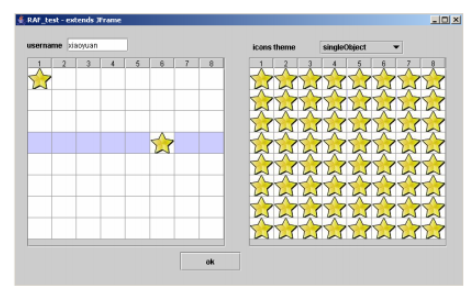 RAF_test - extends JFrame
username xiaoyuan icons theme singleObject
1 2 3 4 5 6 7 8 1 2 3 4 5 6 7 8
ok